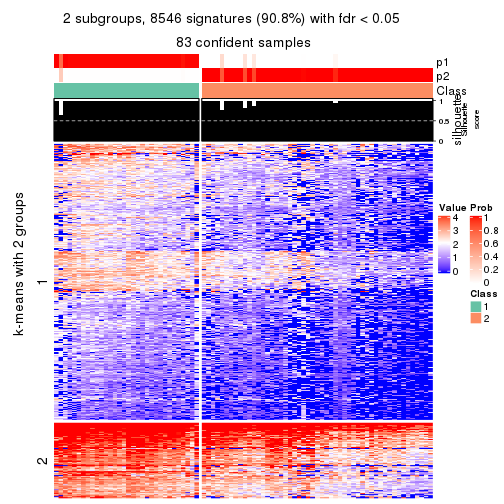 2 subgroups, 8546 signatures (90.8%) with fdr < 0.05
83 confident samples
p1
p2
Class
1
0.5
0
silhouette
Silhouette
score
k-means with 2 groups
1
2
Value
4
3
2
1
0
Prob
1
0.8
0.6
0.4
0.2
0
Class
1
2